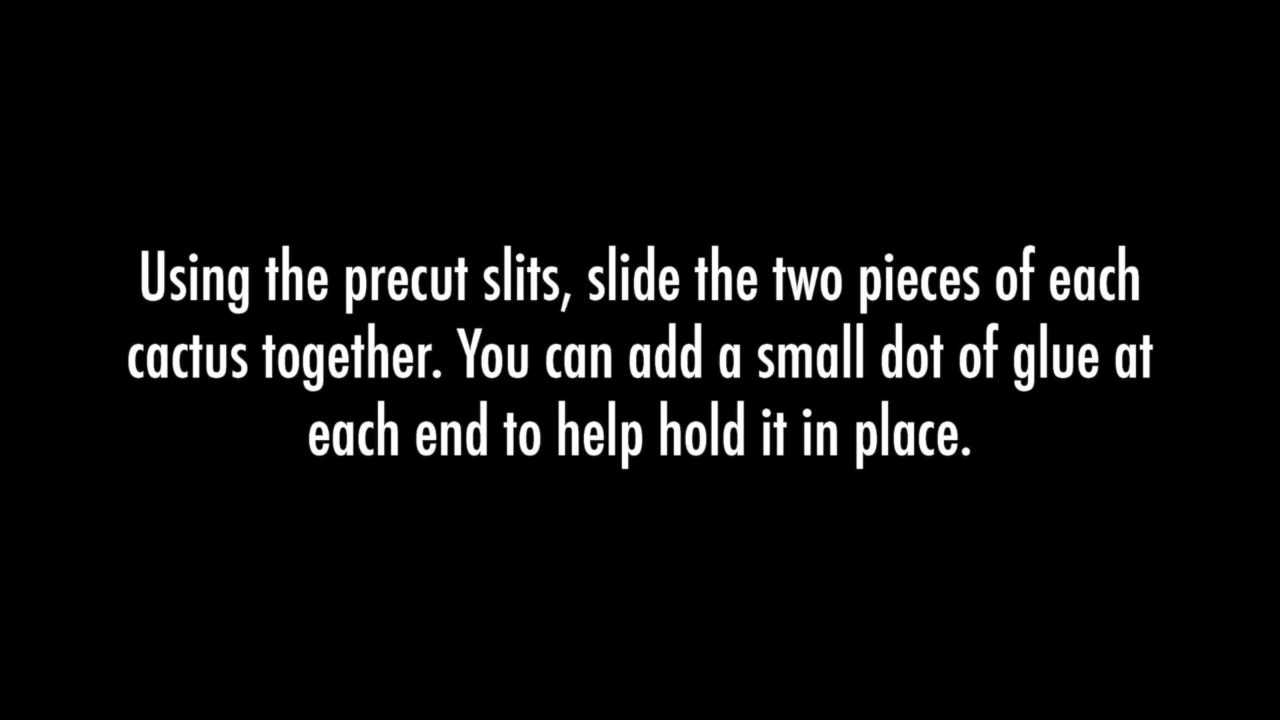 Using the precut slits, slide the two pieces of each
cactus together. You can add a small dot of glue at
each end to help hold it in place.